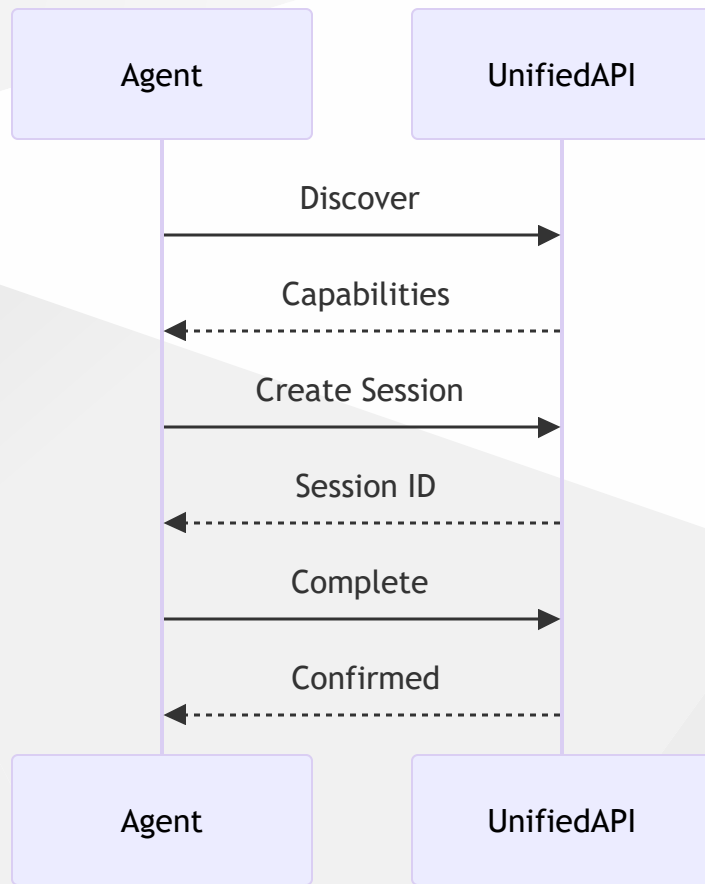 Agent
UnifiedAPI
Discover
Capabilities
Create Session
Session ID
Complete
Confirmed
Agent
UnifiedAPI